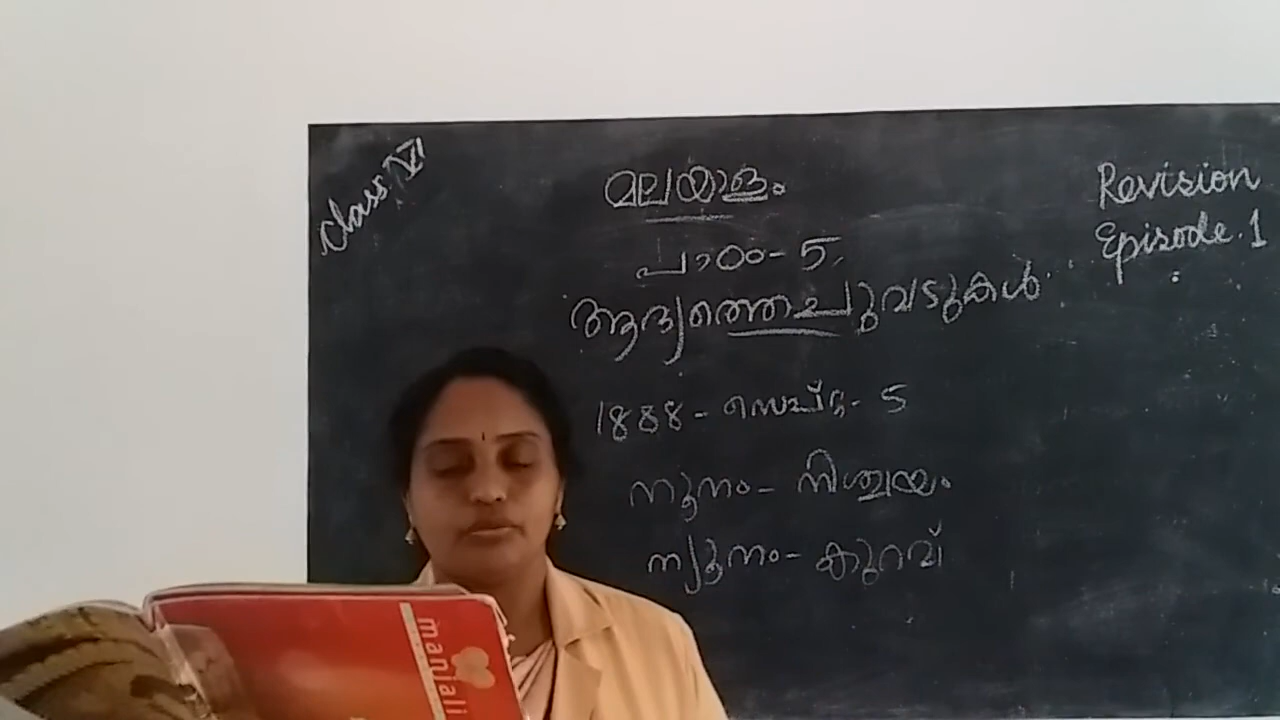 Class VI
മലയാളം
Revision
Episode.1
പാഠം-5.
ആദ്യത്തെച്ചുവടുകൾ
1888-സെപ്റ്റ-5
നൂനം-നിശ്ചയം
ന്യൂനം-കുറവ്
manjali